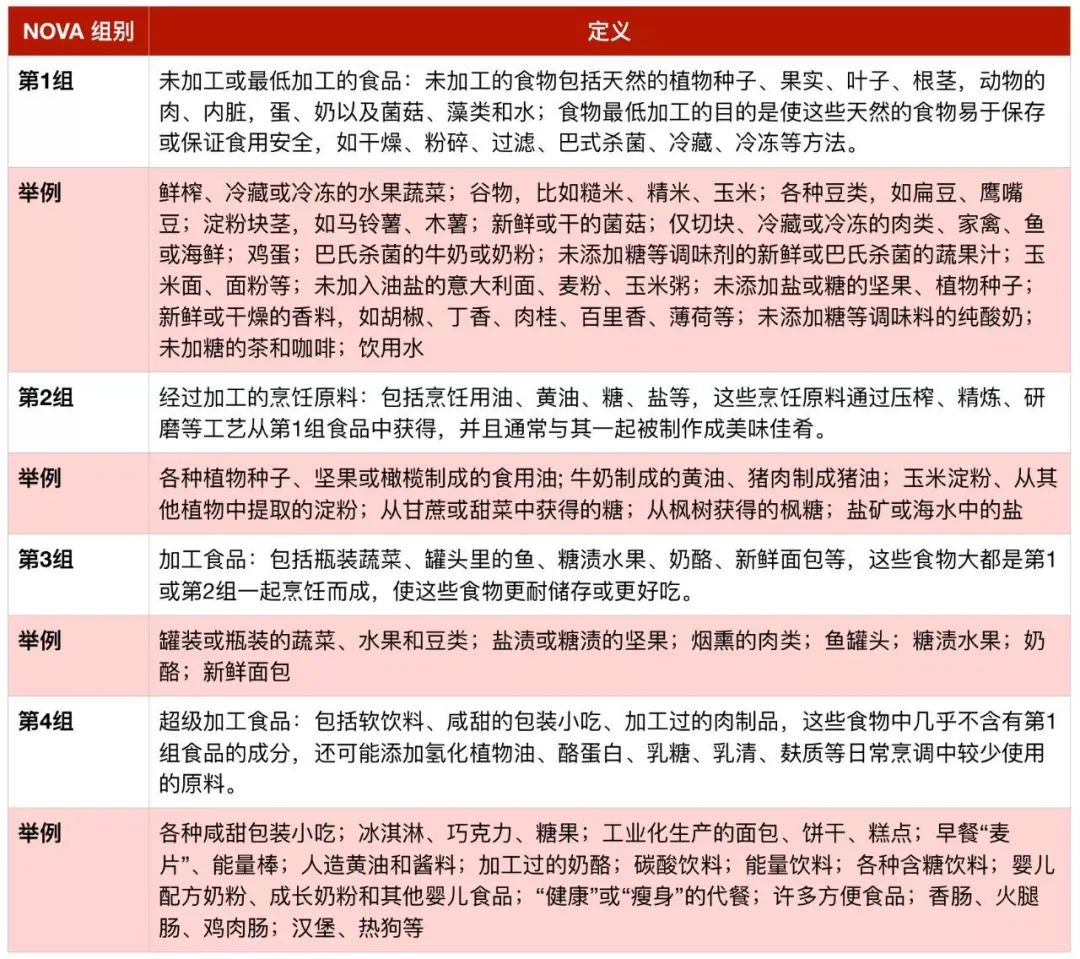 NOVA 组别 定义
第1组 未加工或最低加工的食品：未加工的食物包括天然的植物种子、果实、叶子、根茎，动物的
肉、内脏，蛋、奶以及菌菇、藻类和水；食物最低加工的目的是使这些天然的食物易于保存
或保证食用安全，如干燥、粉碎、过滤、巴式杀菌、冷藏、冷冻等方法。
举例 鲜榨、冷藏或冷冻的水果蔬菜；谷物，比如糙米、精米、玉米；各种豆类，如扁豆、鹰嘴
豆；淀粉块茎，如马铃薯、木薯；新鲜或干的菌菇；仅切块、冷藏或冷冻的肉类、家禽、鱼
或海鲜；鸡蛋；巴氏杀菌的牛奶或奶粉；未添加糖等调味剂的新鲜或巴氏杀菌的蔬果汁；玉
米面、面粉等；未加入油盐的意大利面、麦粉、玉米粥；未添加盐或糖的坚果、植物种子；
新鲜或干燥的香料，如胡椒、丁香、肉桂、百里香、薄荷等；未添加糖等调味料的纯酸奶；
未加糖的茶和咖啡；饮用水
第2组 经过加工的烹饪原料：包括烹饪用油、黄油、糖、盐等，这些烹饪原料通过压榨、精炼、研
磨等工艺从第1组食品中获得，并且通常与其一起被制作成美味佳肴。
举例 各种植物种子、坚果或橄榄制成的食用油; 牛奶制成的黄油、猪肉制成猪油；玉米淀粉、从其
他植物中提取的淀粉；从甘蔗或甜菜中获得的糖；从枫树获得的枫糖；盐矿或海水中的盐
第3组 加工食品：包括瓶装蔬菜、罐头里的鱼、糖渍水果、奶酪、新鲜面包等，这些食物大都是第1
或第2组一起烹饪而成，使这些食物更耐储存或更好吃。
举例 罐装或瓶装的蔬菜、水果和豆类；盐渍或糖渍的坚果；烟熏的肉类；鱼罐头；糖渍水果；奶
酪；新鲜面包
第4组 超级加工食品：包括软饮料、咸甜的包装小吃、加工过的肉制品，这些食物中几乎不含有第1
组食品的成分，还可能添加氢化植物油、酪蛋白、乳糖、乳清、麸质等日常烹调中较少使用
的原料。
举例 各种咸甜包装小吃；冰淇淋、巧克力、糖果；工业化生产的面包、饼干、糕点；早餐“麦
片”、能量棒；人造黄油和酱料；加工过的奶酪；碳酸饮料；能量饮料；各种含糖饮料；婴儿
配方奶粉、成长奶粉和其他婴儿食品；“健康”或“瘦身”的代餐；许多方便食品；香肠、火腿
肠、鸡肉肠；汉堡、热狗等